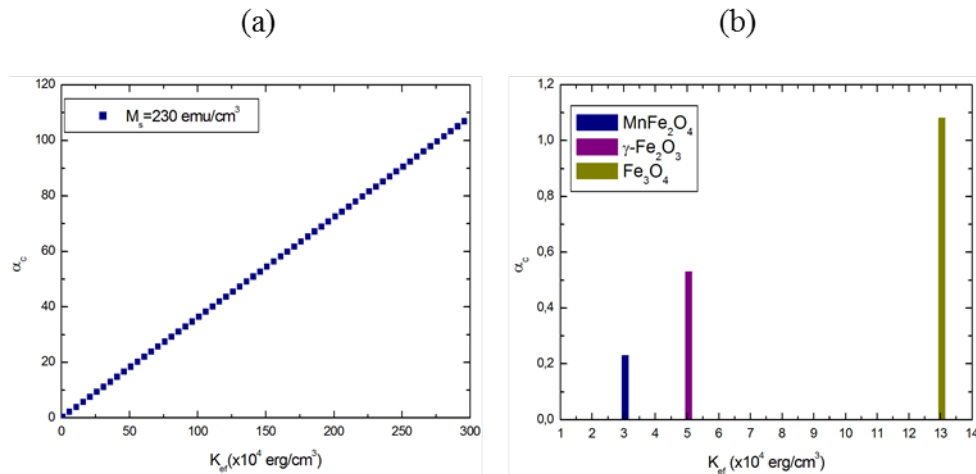 (a)
(b)
120
100
80
60
40
20
0
α_c
M_s=230 emu/cm³
0 50 100 150 200 250 300
K_ef(x10⁴ erg/cm³)
1,2
1,0
0,8
0,6
0,4
0,2
0,0
α_c
MnFe₂O₄
γ-Fe₂O₃
Fe₃O₄
1 2 3 4 5 6 7 8 9 10 11 12 13 14
K_ef (x10⁴ erg/cm³)